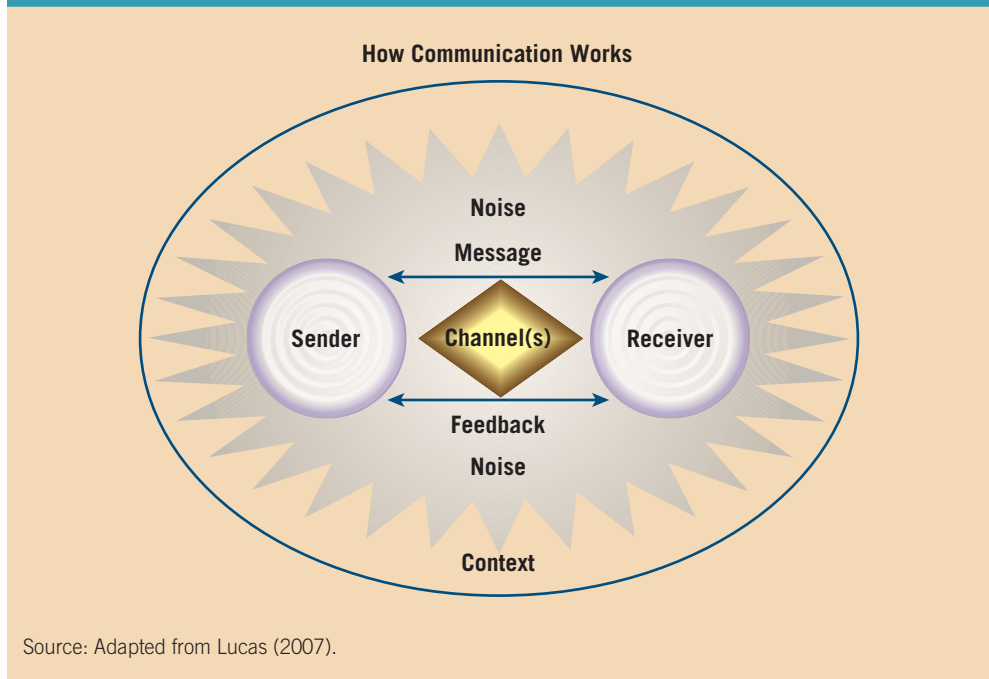 How Communication Works
Noise
Message
Sender
Channel(s)
Receiver
Feedback
Noise
Context
Source: Adapted from Lucas (2007).